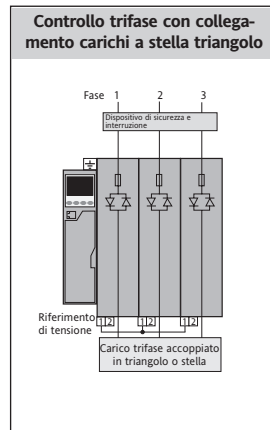 Controllo trifase con collega-
mento carichi a stella triangolo
Fase 1 2 3
Dispositivo di sicurezza e
interruzione
Riferimento
di tensione
1 2 1 2 1 2
Carico trifase accoppiato
in triangolo o stella